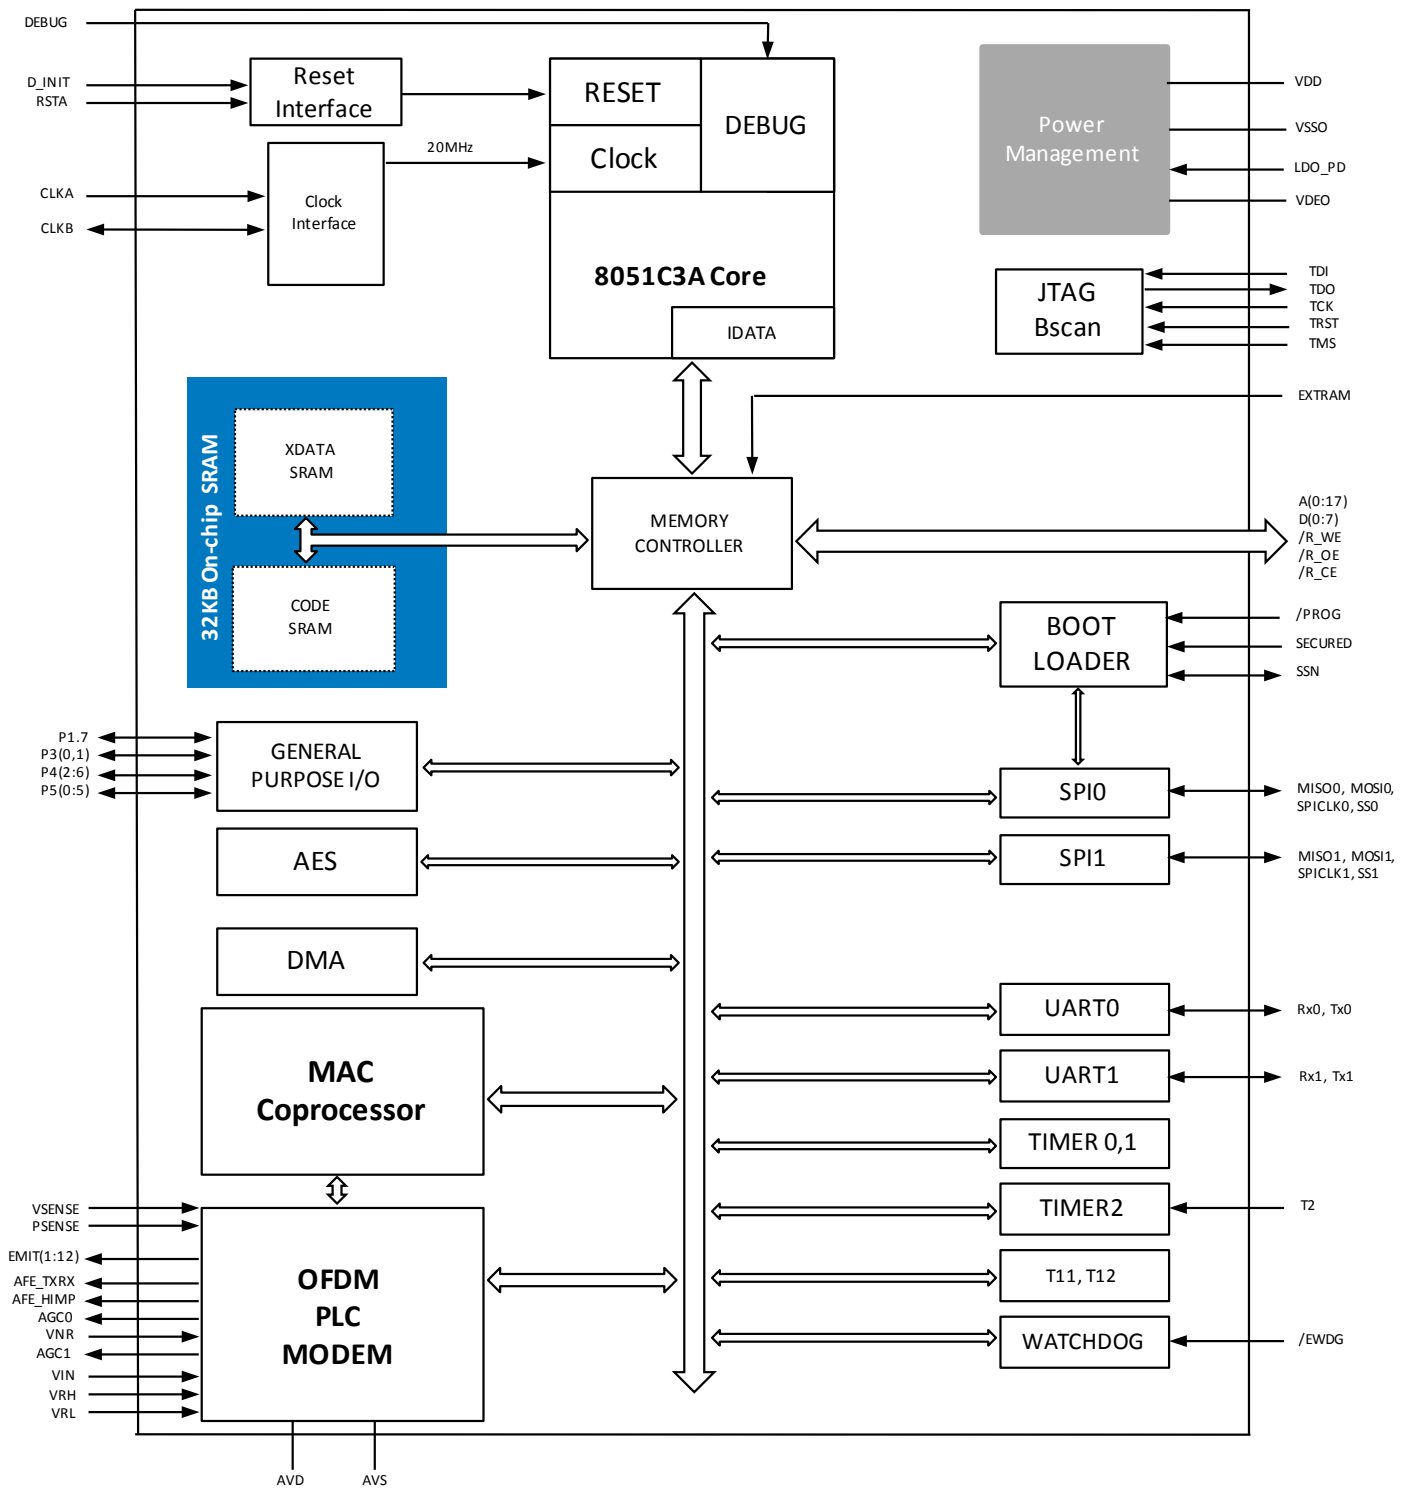 DEBUG
D_INIT
RSTA
Reset
Interface
RESET
DEBUG
Clock
20MHz
CLKA
CLKB
Clock
Interface
8051C3A Core
IDATA
Power
Management
VDD
VSSO
LDO_PD
VDEO
JTAG
Bscan
TDI
TDO
TCK
TRST
TMS
EXTRAM
32KB On-chip SRAM
XDATA
SRAM
CODE
SRAM
MEMORY
CONTROLLER
A(0:17)
D(0:7)
/R_WE
/R_OE
/R_CE
BOOT
LOADER
/PROG
SECURED
SSN
P1.7
P3(0,1)
P4(2:6)
P5(0:5)
GENERAL
PURPOSE I/O
SPI0
MISO0, MOSI0,
SPICLK0, SS0
AES
SPI1
MISO1, MOSI1,
SPICLK1, SS1
DMA
UART0
Rx0, Tx0
MAC
Coprocessor
UART1
Rx1, Tx1
TIMER 0,1
TIMER2
T2
T11, T12
WATCHDOG
/EWDG
VSENSE
PSENSE
EMIT(1:12)
AFE_TXRX
AFE_HIMP
AGC0
VNR
AGC1
VIN
VRH
VRL
OFDM
PLC
MODEM
AVD
AVS